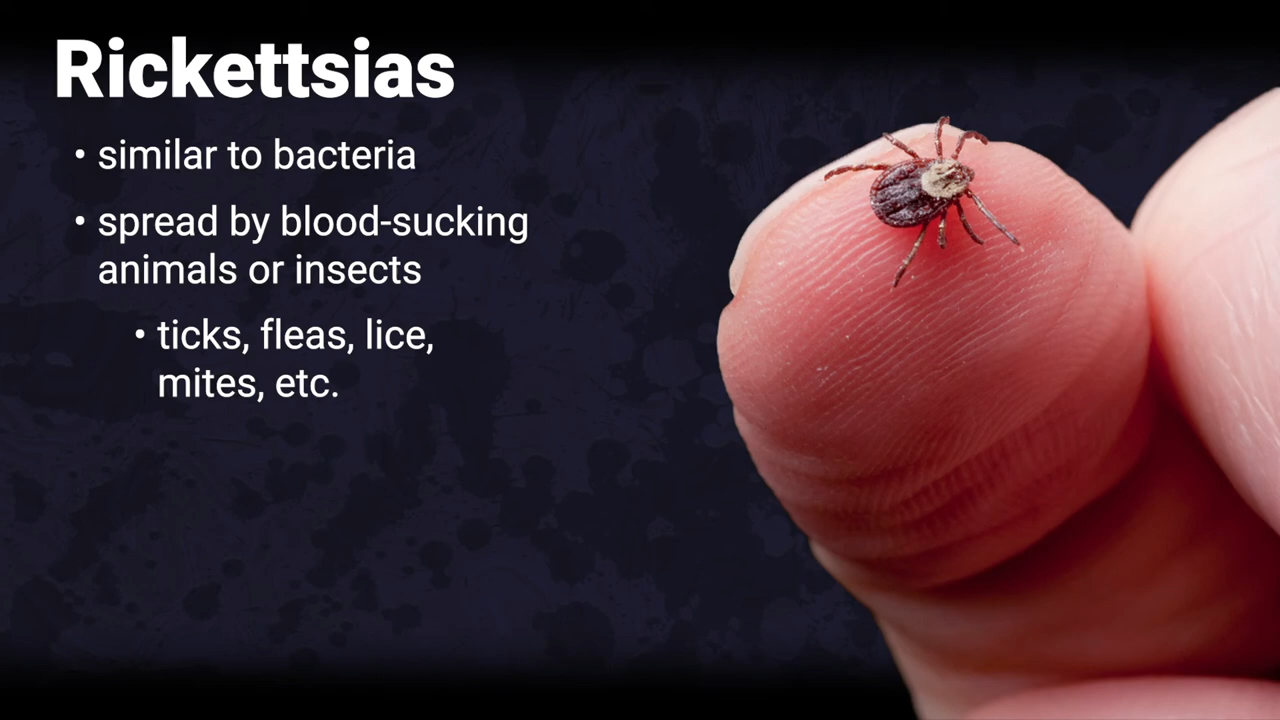 Rickettsias
• similar to bacteria
• spread by blood-sucking
animals or insects
• ticks, fleas, lice,
mites, etc.